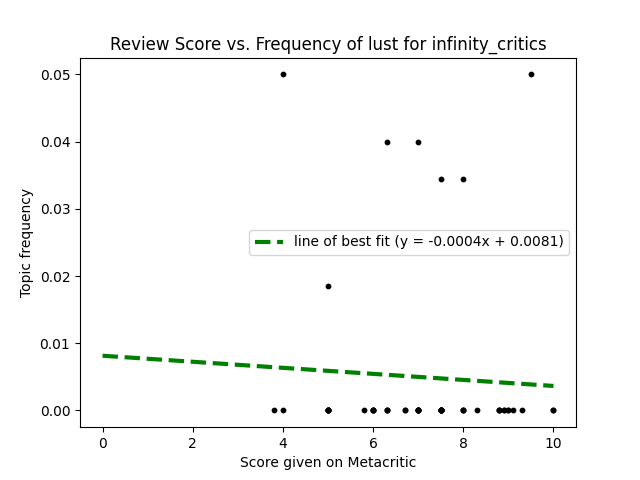 Review Score vs. Frequency of lust for infinity_critics
0.05
0.04
0.03
0.02
0.01
0.00
Topic frequency
line of best fit (y = -0.0004x + 0.0081)
0 2 4 6 8 10
Score given on Metacritic